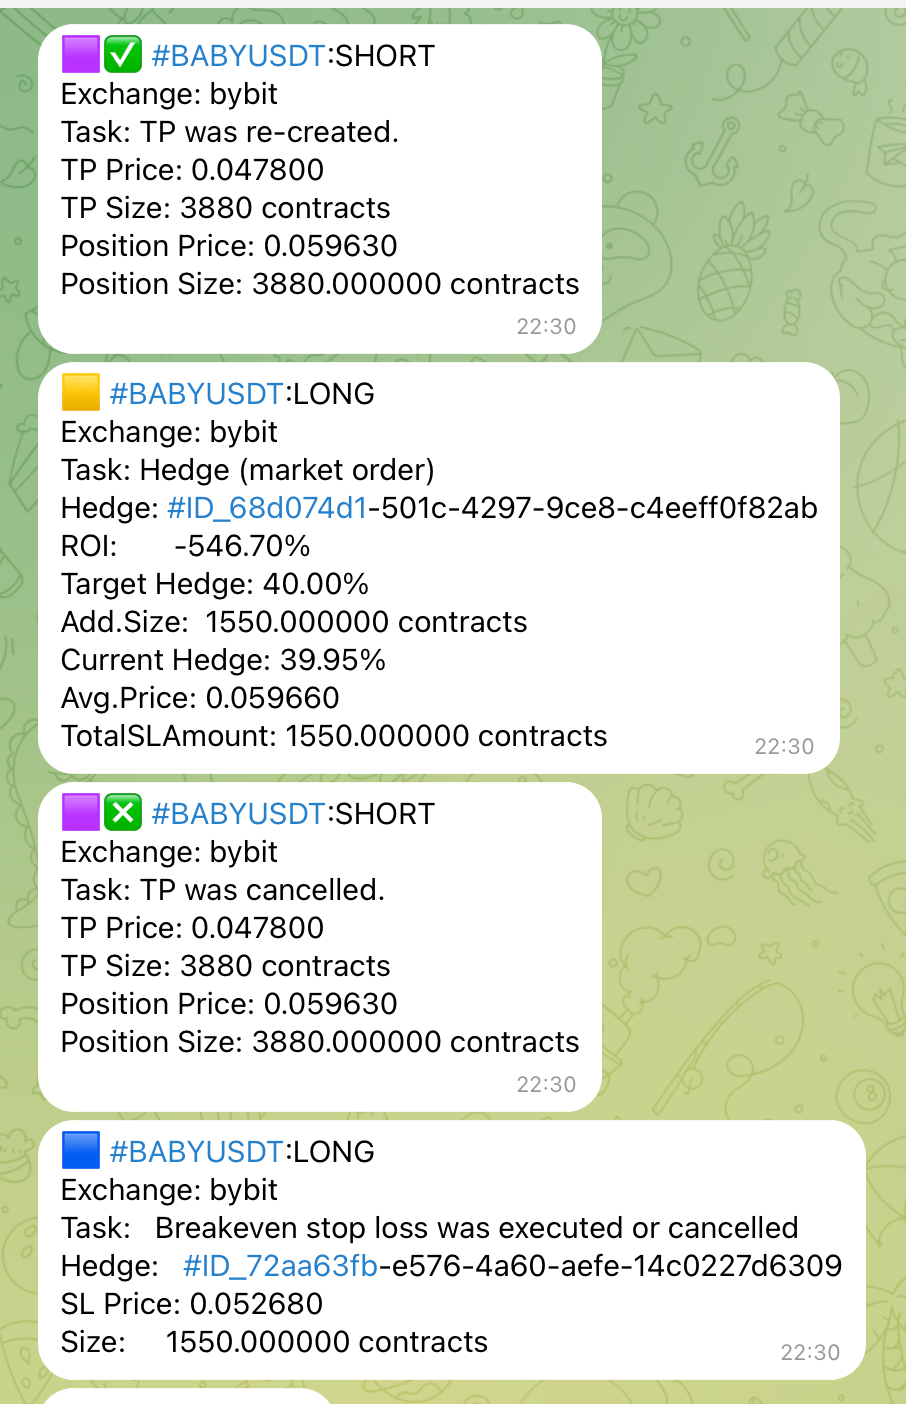 #BABYUSDT:SHORT
Exchange: bybit
Task: TP was re-created.
TP Price: 0.047800
TP Size: 3880 contracts
Position Price: 0.059630
Position Size: 3880.000000 contracts
22:30
#BABYUSDT:LONG
Exchange: bybit
Task: Hedge (market order)
Hedge: #ID_68d074d1-501c-4297-9ce8-c4eeff0f82ab
ROI: -546.70%
Target Hedge: 40.00%
Add.Size: 1550.000000 contracts
Current Hedge: 39.95%
Avg.Price: 0.059660
TotalSLAmount: 1550.000000 contracts
22:30
#BABYUSDT:SHORT
Exchange: bybit
Task: TP was cancelled.
TP Price: 0.047800
TP Size: 3880 contracts
Position Price: 0.059630
Position Size: 3880.000000 contracts
22:30
#BABYUSDT:LONG
Exchange: bybit
Task: Breakeven stop loss was executed or cancelled
Hedge: #ID_72aa63fb-e576-4a60-aefe-14c0227d6309
SL Price: 0.052680
Size: 1550.000000 contracts
22:30